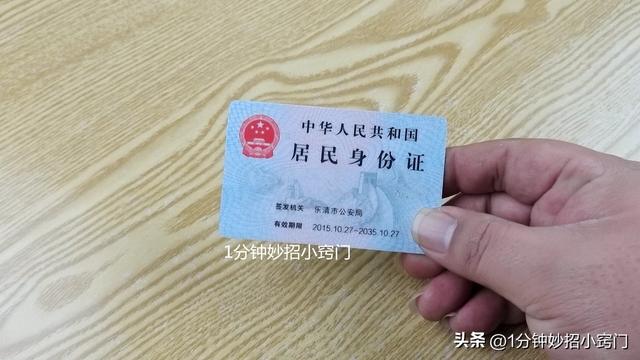 中华人民共和国
居民身份证
签发机关 乐清市公安局
有效期限 2015.10.27-2035.10.27
1分钟妙招小窍门
头条 @1分钟妙招小窍门